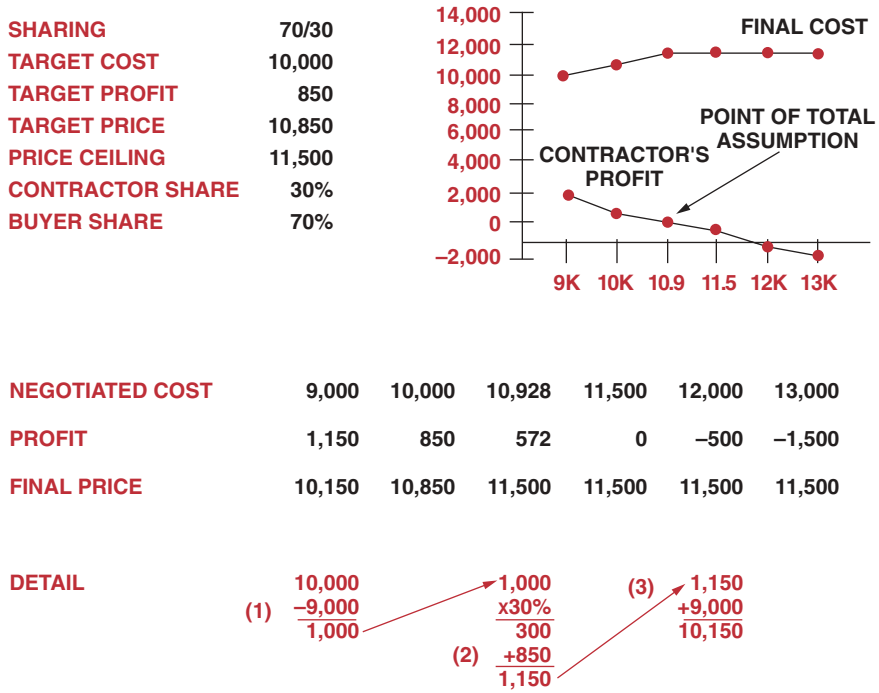 SHARING 70/30
TARGET COST 10,000
TARGET PROFIT 850
TARGET PRICE 10,850
PRICE CEILING 11,500
CONTRACTOR SHARE 30%
BUYER SHARE 70%
14,000
12,000
10,000
8,000
6,000
4,000
2,000
0
–2,000
FINAL COST
POINT OF TOTAL
ASSUMPTION
CONTRACTOR'S
PROFIT
9K 10K 10.9 11.5 12K 13K
NEGOTIATED COST 9,000 10,000 10,928 11,500 12,000 13,000
PROFIT 1,150 850 572 0 –500 –1,500
FINAL PRICE 10,150 10,850 11,500 11,500 11,500 11,500
DETAIL
(1)
10,000
–9,000
1,000
1,000
x30%
300
(2) +850
1,150
(3) 1,150
+9,000
10,150